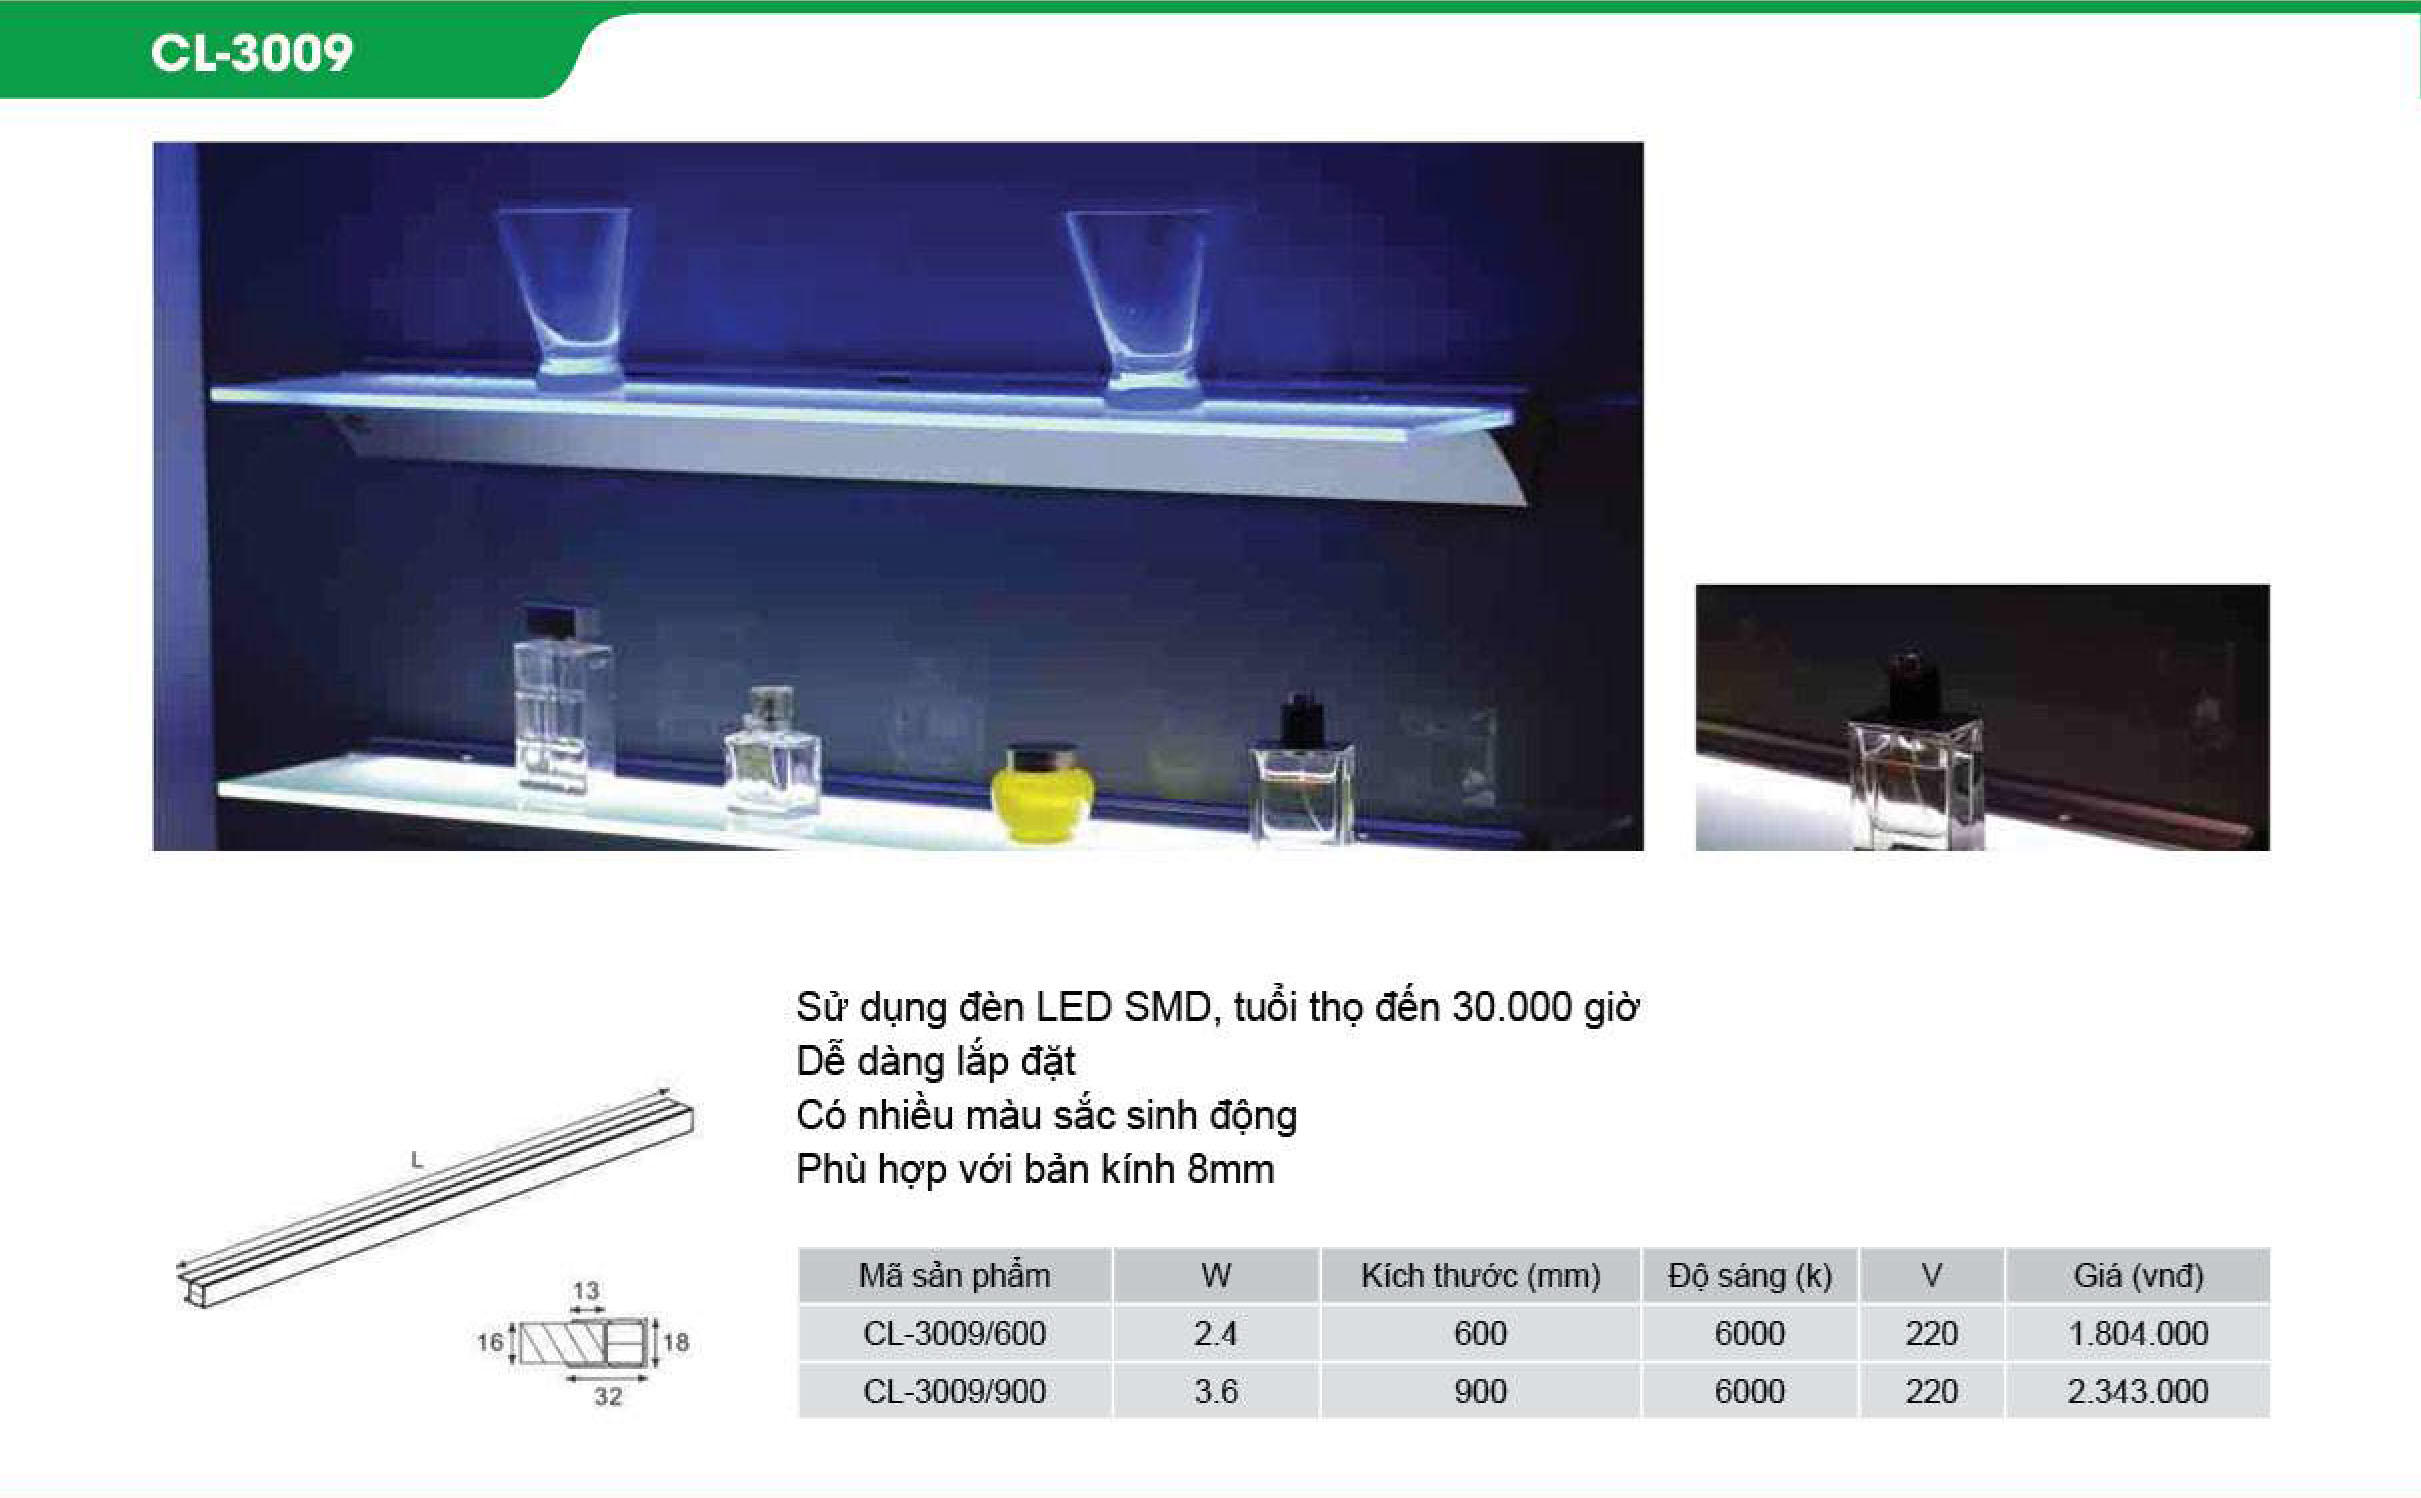 CL-3009
Sử dụng đèn LED SMD, tuổi thọ đến 30.000 giờ
Dễ dàng lắp đặt
Có nhiều màu sắc sinh động
Phù hợp với bản kính 8mm
L
13
16
18
32
Mã sản phẩm W Kích thước (mm) Độ sáng (k) V Giá (vnđ)
CL-3009/600 2.4 600 6000 220 1.804.000
CL-3009/900 3.6 900 6000 220 2.343.000